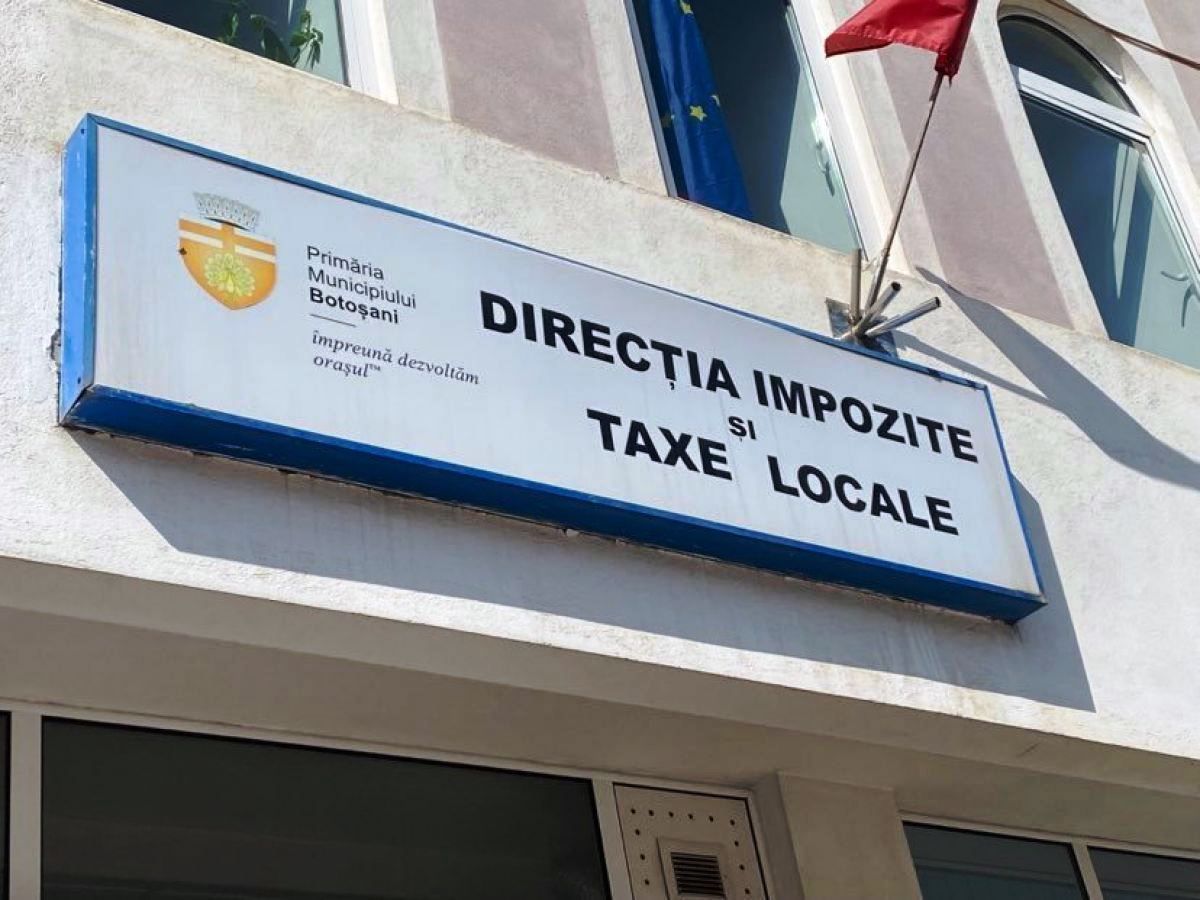 Primăria
Municipiului
Botoșani
împreună dezvoltăm
orașul™
DIRECȚIA IMPOZITE
ȘI
TAXE LOCALE